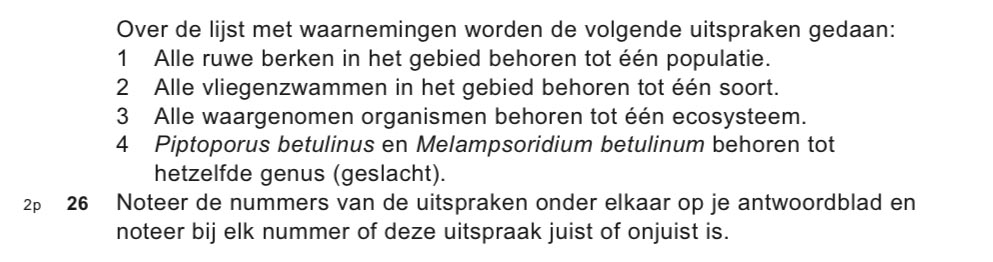 Over de lijst met waarnemingen worden de volgende uitspraken gedaan:
1 Alle ruwe berken in het gebied behoren tot één populatie.
2 Alle vliegenzwammen in het gebied behoren tot één soort.
3 Alle waargenomen organismen behoren tot één ecosysteem.
4 Piptoporus betulinus en Melampsoridium betulinum behoren tot
hetzelfde genus (geslacht).
2p 26 Noteer de nummers van de uitspraken onder elkaar op je antwoordblad en
noteer bij elk nummer of deze uitspraak juist of onjuist is.